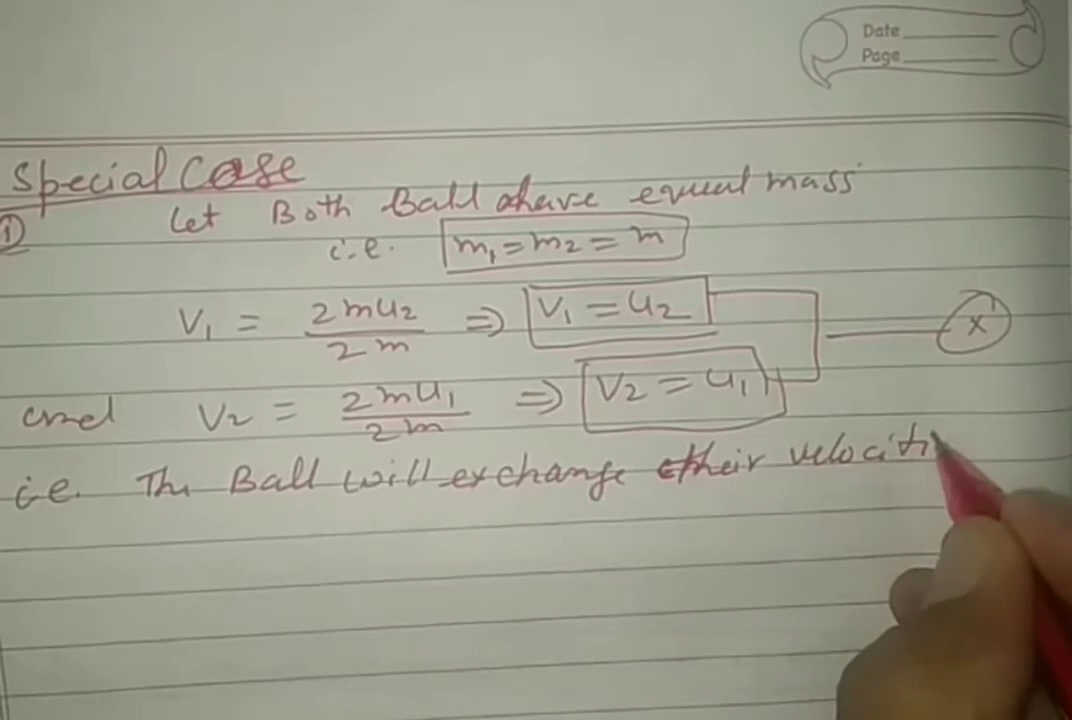 Date
Page
Special Case
① Let Both Ball have equal mass
i.e. m₁ = m₂ = m
V₁ = 2mu₂ / 2m ⇒ V₁ = u₂
and V₂ = 2mu₁ / 2m ⇒ V₂ = u₁
X
i.e. The Ball will exchange their velociti